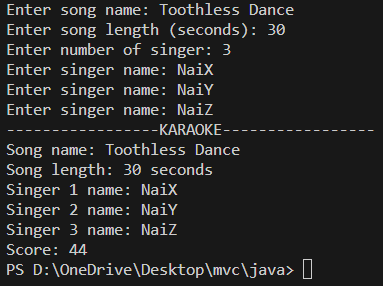 Enter song name: Toothless Dance
Enter song length (seconds): 30
Enter number of singer: 3
Enter singer name: NaiX
Enter singer name: NaiY
Enter singer name: NaiZ
-----------------KARAOKE-----------------
Song name: Toothless Dance
Song length: 30 seconds
Singer 1 name: NaiX
Singer 2 name: NaiY
Singer 3 name: NaiZ
Score: 44
PS D:\OneDrive\Desktop\mvc\java>